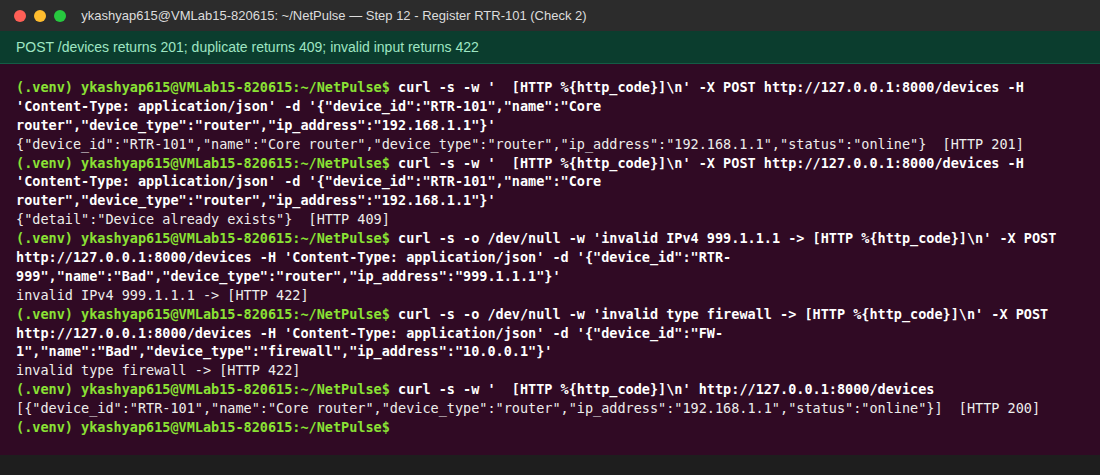 ykashyap615@VMLab15-820615: ~/NetPulse — Step 12 - Register RTR-101 (Check 2)
POST /devices returns 201; duplicate returns 409; invalid input returns 422
(.venv) ykashyap615@VMLab15-820615:~/NetPulse$ curl -s -w '  [HTTP %{http_code}]\n' -X POST http://127.0.0.1:8000/devices -H
'Content-Type: application/json' -d '{"device_id":"RTR-101","name":"Core
router","device_type":"router","ip_address":"192.168.1.1"}'
{"device_id":"RTR-101","name":"Core router","device_type":"router","ip_address":"192.168.1.1","status":"online"}  [HTTP 201]
(.venv) ykashyap615@VMLab15-820615:~/NetPulse$ curl -s -w '  [HTTP %{http_code}]\n' -X POST http://127.0.0.1:8000/devices -H
'Content-Type: application/json' -d '{"device_id":"RTR-101","name":"Core
router","device_type":"router","ip_address":"192.168.1.1"}'
{"detail":"Device already exists"}  [HTTP 409]
(.venv) ykashyap615@VMLab15-820615:~/NetPulse$ curl -s -o /dev/null -w 'invalid IPv4 999.1.1.1 -> [HTTP %{http_code}]\n' -X POST
http://127.0.0.1:8000/devices -H 'Content-Type: application/json' -d '{"device_id":"RTR-
999","name":"Bad","device_type":"router","ip_address":"999.1.1.1"}'
invalid IPv4 999.1.1.1 -> [HTTP 422]
(.venv) ykashyap615@VMLab15-820615:~/NetPulse$ curl -s -o /dev/null -w 'invalid type firewall -> [HTTP %{http_code}]\n' -X POST
http://127.0.0.1:8000/devices -H 'Content-Type: application/json' -d '{"device_id":"FW-
1","name":"Bad","device_type":"firewall","ip_address":"10.0.0.1"}'
invalid type firewall -> [HTTP 422]
(.venv) ykashyap615@VMLab15-820615:~/NetPulse$ curl -s -w '  [HTTP %{http_code}]\n' http://127.0.0.1:8000/devices
[{"device_id":"RTR-101","name":"Core router","device_type":"router","ip_address":"192.168.1.1","status":"online"}]  [HTTP 200]
(.venv) ykashyap615@VMLab15-820615:~/NetPulse$